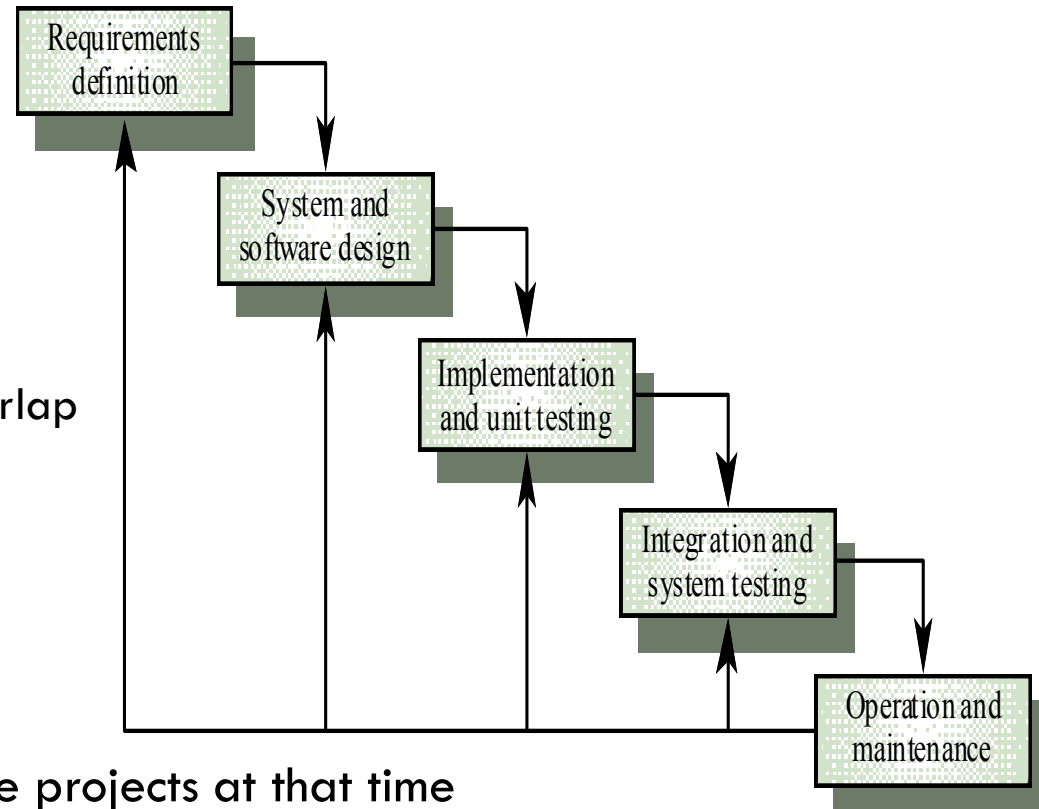 Requirements
definition
System and
software design
Implementation
and unit testing
rlap
Integration and
system testing
Operation and
maintenance
e projects at that time